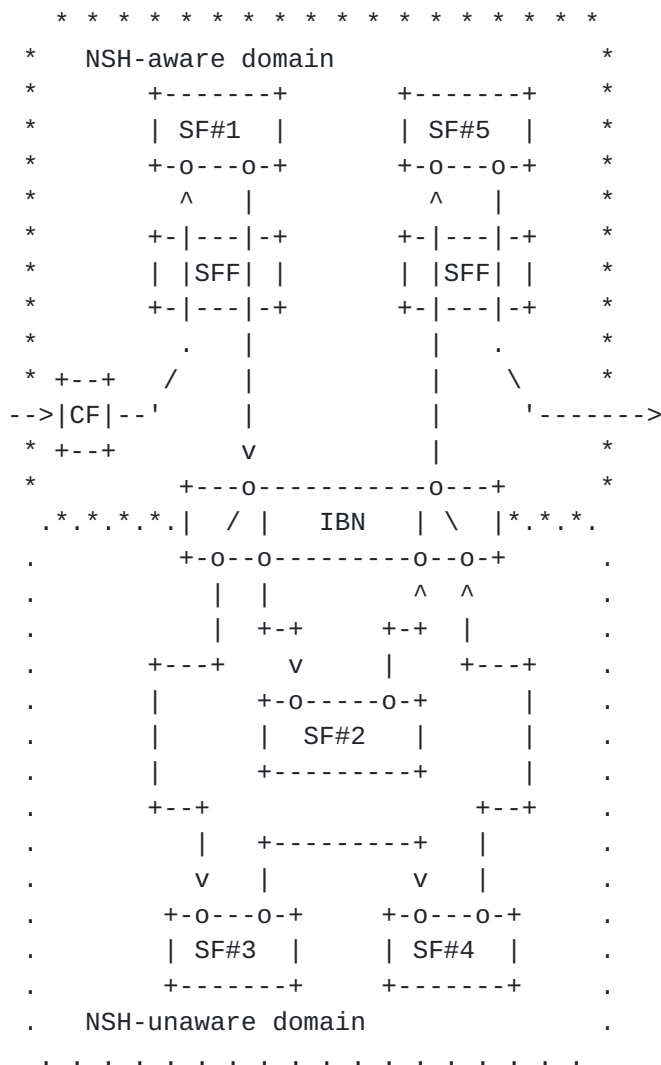 NSH-aware domain
SF#1 SF#5
SFF SFF
CF
IBN
SF#2
SF#3 SF#4
NSH-unaware domain